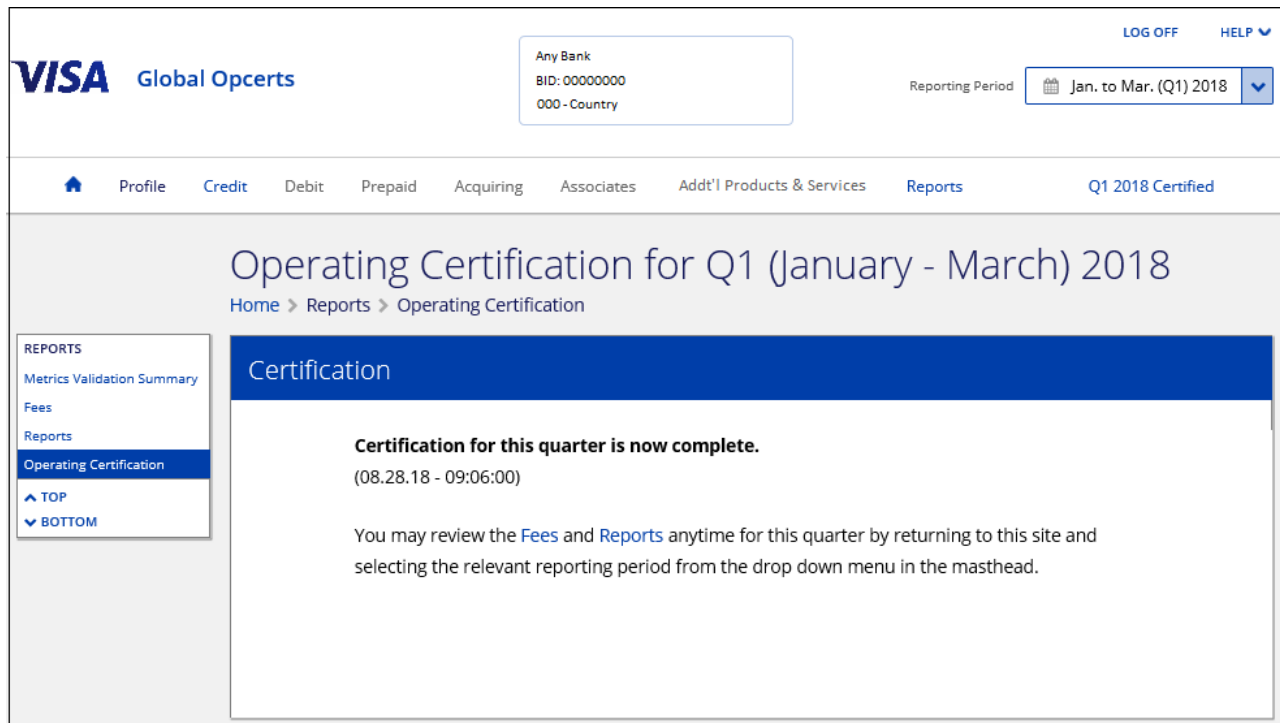 LOG OFF HELP
VISA Global Opcerts
Any Bank
BID: 00000000
000 - Country
Reporting Period Jan. to Mar. (Q1) 2018
Profile Credit Debit Prepaid Acquiring Associates Addt'l Products & Services Reports Q1 2018 Certified
Operating Certification for Q1 (January - March) 2018
Home > Reports > Operating Certification
REPORTS
Metrics Validation Summary
Fees
Reports
Operating Certification
TOP
BOTTOM
Certification
Certification for this quarter is now complete.
(08.28.18 - 09:06:00)
You may review the Fees and Reports anytime for this quarter by returning to this site and
selecting the relevant reporting period from the drop down menu in the masthead.